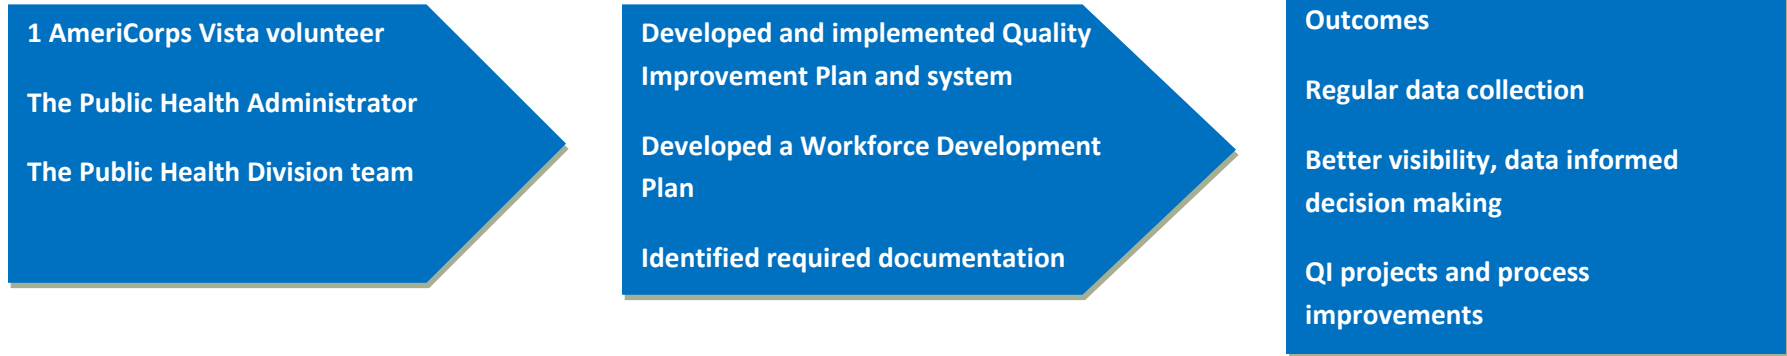 1 AmeriCorps Vista volunteer
The Public Health Administrator
The Public Health Division team
Developed and implemented Quality
Improvement Plan and system
Developed a Workforce Development
Plan
Identified required documentation
Outcomes
Regular data collection
Better visibility, data informed
decision making
QI projects and process
improvements